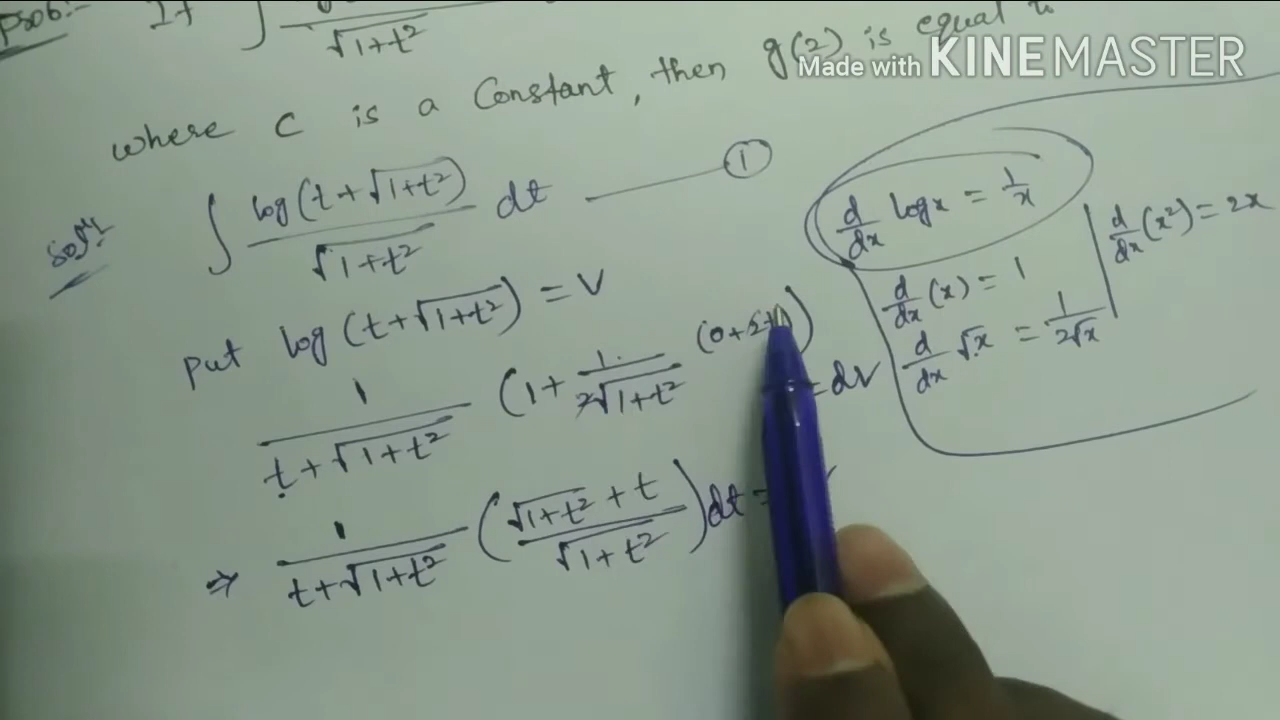 Prob:- If ∫ √1+t²
Made with KINEMASTER
where c is a Constant, then g(2) is equal to
Solⁿ: ∫ log(t+√1+t²) / √1+t² dt ——— ①
put log(t+√1+t²) = v
1 / t+√1+t² (1 + 1 / 2√1+t² (0+2t)) = dv
⇒ 1 / t+√1+t² (√1+t² + t / √1+t²) dt =
d/dx logx = 1/x
d/dx (x) = 1
d/dx √x = 1/2√x
d/dx (x²) = 2x